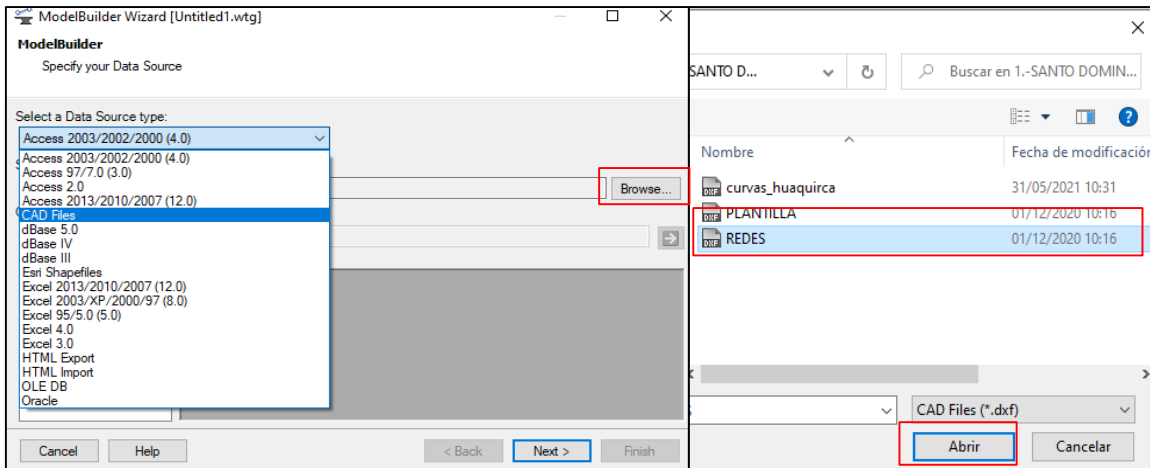 ModelBuilder Wizard [Untitled1.wtg]
ModelBuilder
Specify your Data Source
Select a Data Source type:
Access 2003/2002/2000 (4.0)
Access 2003/2002/2000 (4.0)
Access 97/7.0 (3.0)
Access 2.0
Access 2013/2010/2007 (12.0)
CAD Files
dBase 5.0
dBase IV
dBase III
Esri Shapefiles
Excel 2013/2010/2007 (12.0)
Excel 2003/XP/2000/97 (8.0)
Excel 95/5.0 (5.0)
Excel 4.0
Excel 3.0
HTML Export
HTML Import
OLE DB
Oracle
Browse...
Cancel
Help
< Back
Next >
Finish
SANTO D...
Buscar en 1.-SANTO DOMIN...
Nombre
Fecha de modificación
curvas_huaquirca
31/05/2021 10:31
PLANTILLA
01/12/2020 10:16
REDES
01/12/2020 10:16
CAD Files (*.dxf)
Abrir
Cancelar